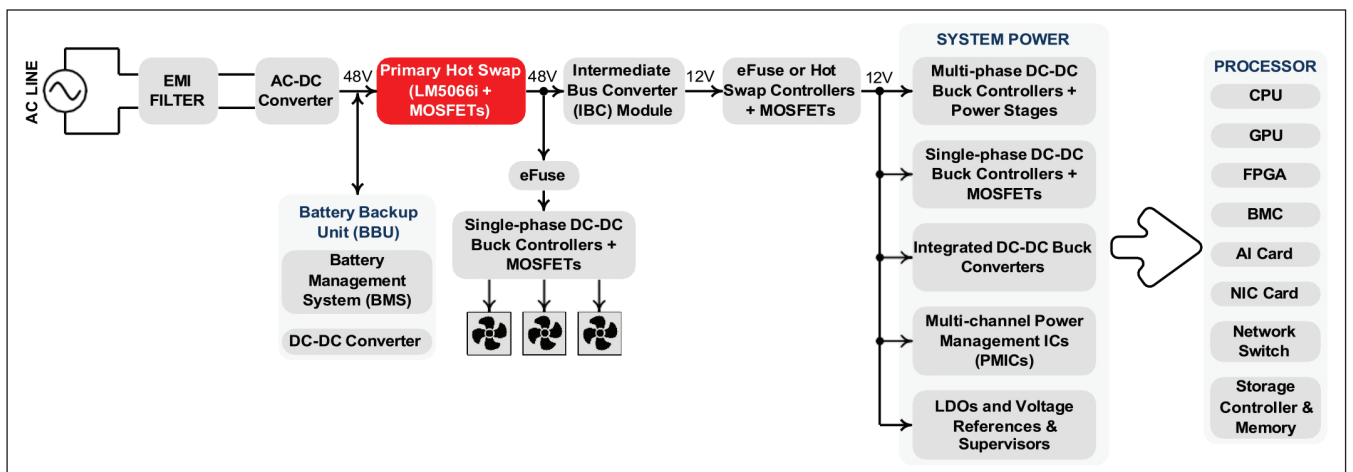 AC LINE
EMI
FILTER
AC-DC
Converter
48V
Primary Hot Swap
(LM5066i +
MOSFETs)
48V
Intermediate
Bus Converter
(IBC) Module
12V
eFuse or Hot
Swap Controllers
+ MOSFETs
12V
eFuse
Single-phase DC-DC
Buck Controllers +
MOSFETs
Battery Backup
Unit (BBU)
Battery
Management
System (BMS)
DC-DC Converter
SYSTEM POWER
Multi-phase DC-DC
Buck Controllers +
Power Stages
Single-phase DC-DC
Buck Controllers +
MOSFETs
Integrated DC-DC Buck
Converters
Multi-channel Power
Management ICs
(PMICs)
LDOs and Voltage
References &
Supervisors
PROCESSOR
CPU
GPU
FPGA
BMC
AI Card
NIC Card
Network
Switch
Storage
Controller &
Memory